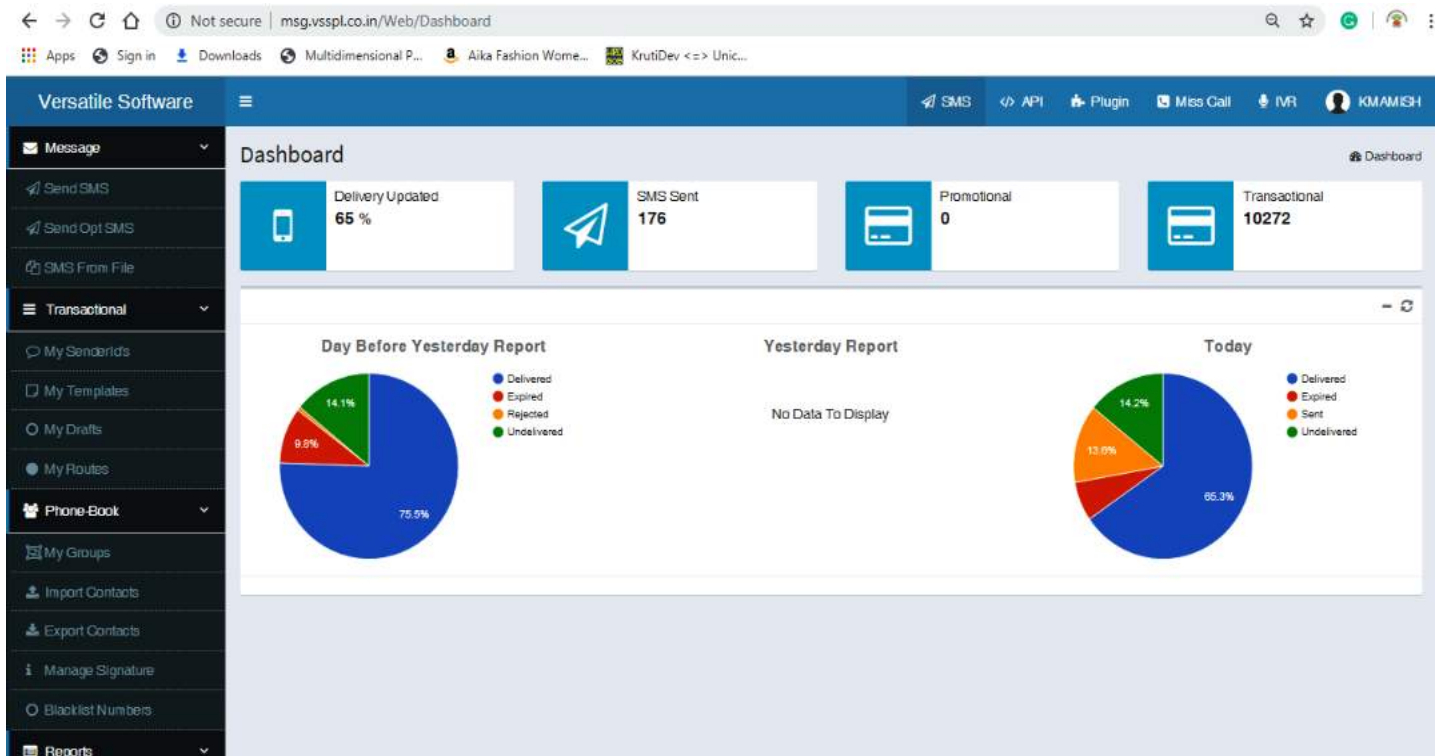 Not secure | msg.vsspl.co.in/Web/Dashboard
Apps Sign in Downloads Multidimensional P... Aika Fashion Wome... KrutiDev <=> Unic...
Versatile Software
SMS API Plugin Miss Call IVR KMAMISH
Message
Send SMS
Send Opt SMS
SMS From File
Transactional
My SenderId's
My Templates
My Drafts
My Routes
Phone-Book
My Groups
Import Contacts
Export Contacts
Manage Signature
Blacklist Numbers
Reports
Dashboard
Dashboard
Delivery Updated
65 %
SMS Sent
176
Promotional
0
Transactional
10272
Day Before Yesterday Report
14.1%
9.8%
75.5%
Delivered
Expired
Rejected
Undelivered
Yesterday Report
No Data To Display
Today
14.2%
13.6%
65.3%
Delivered
Expired
Sent
Undelivered